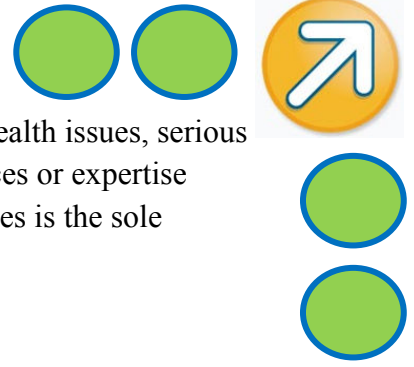 ealth issues, serious
es or expertise
es is the sole